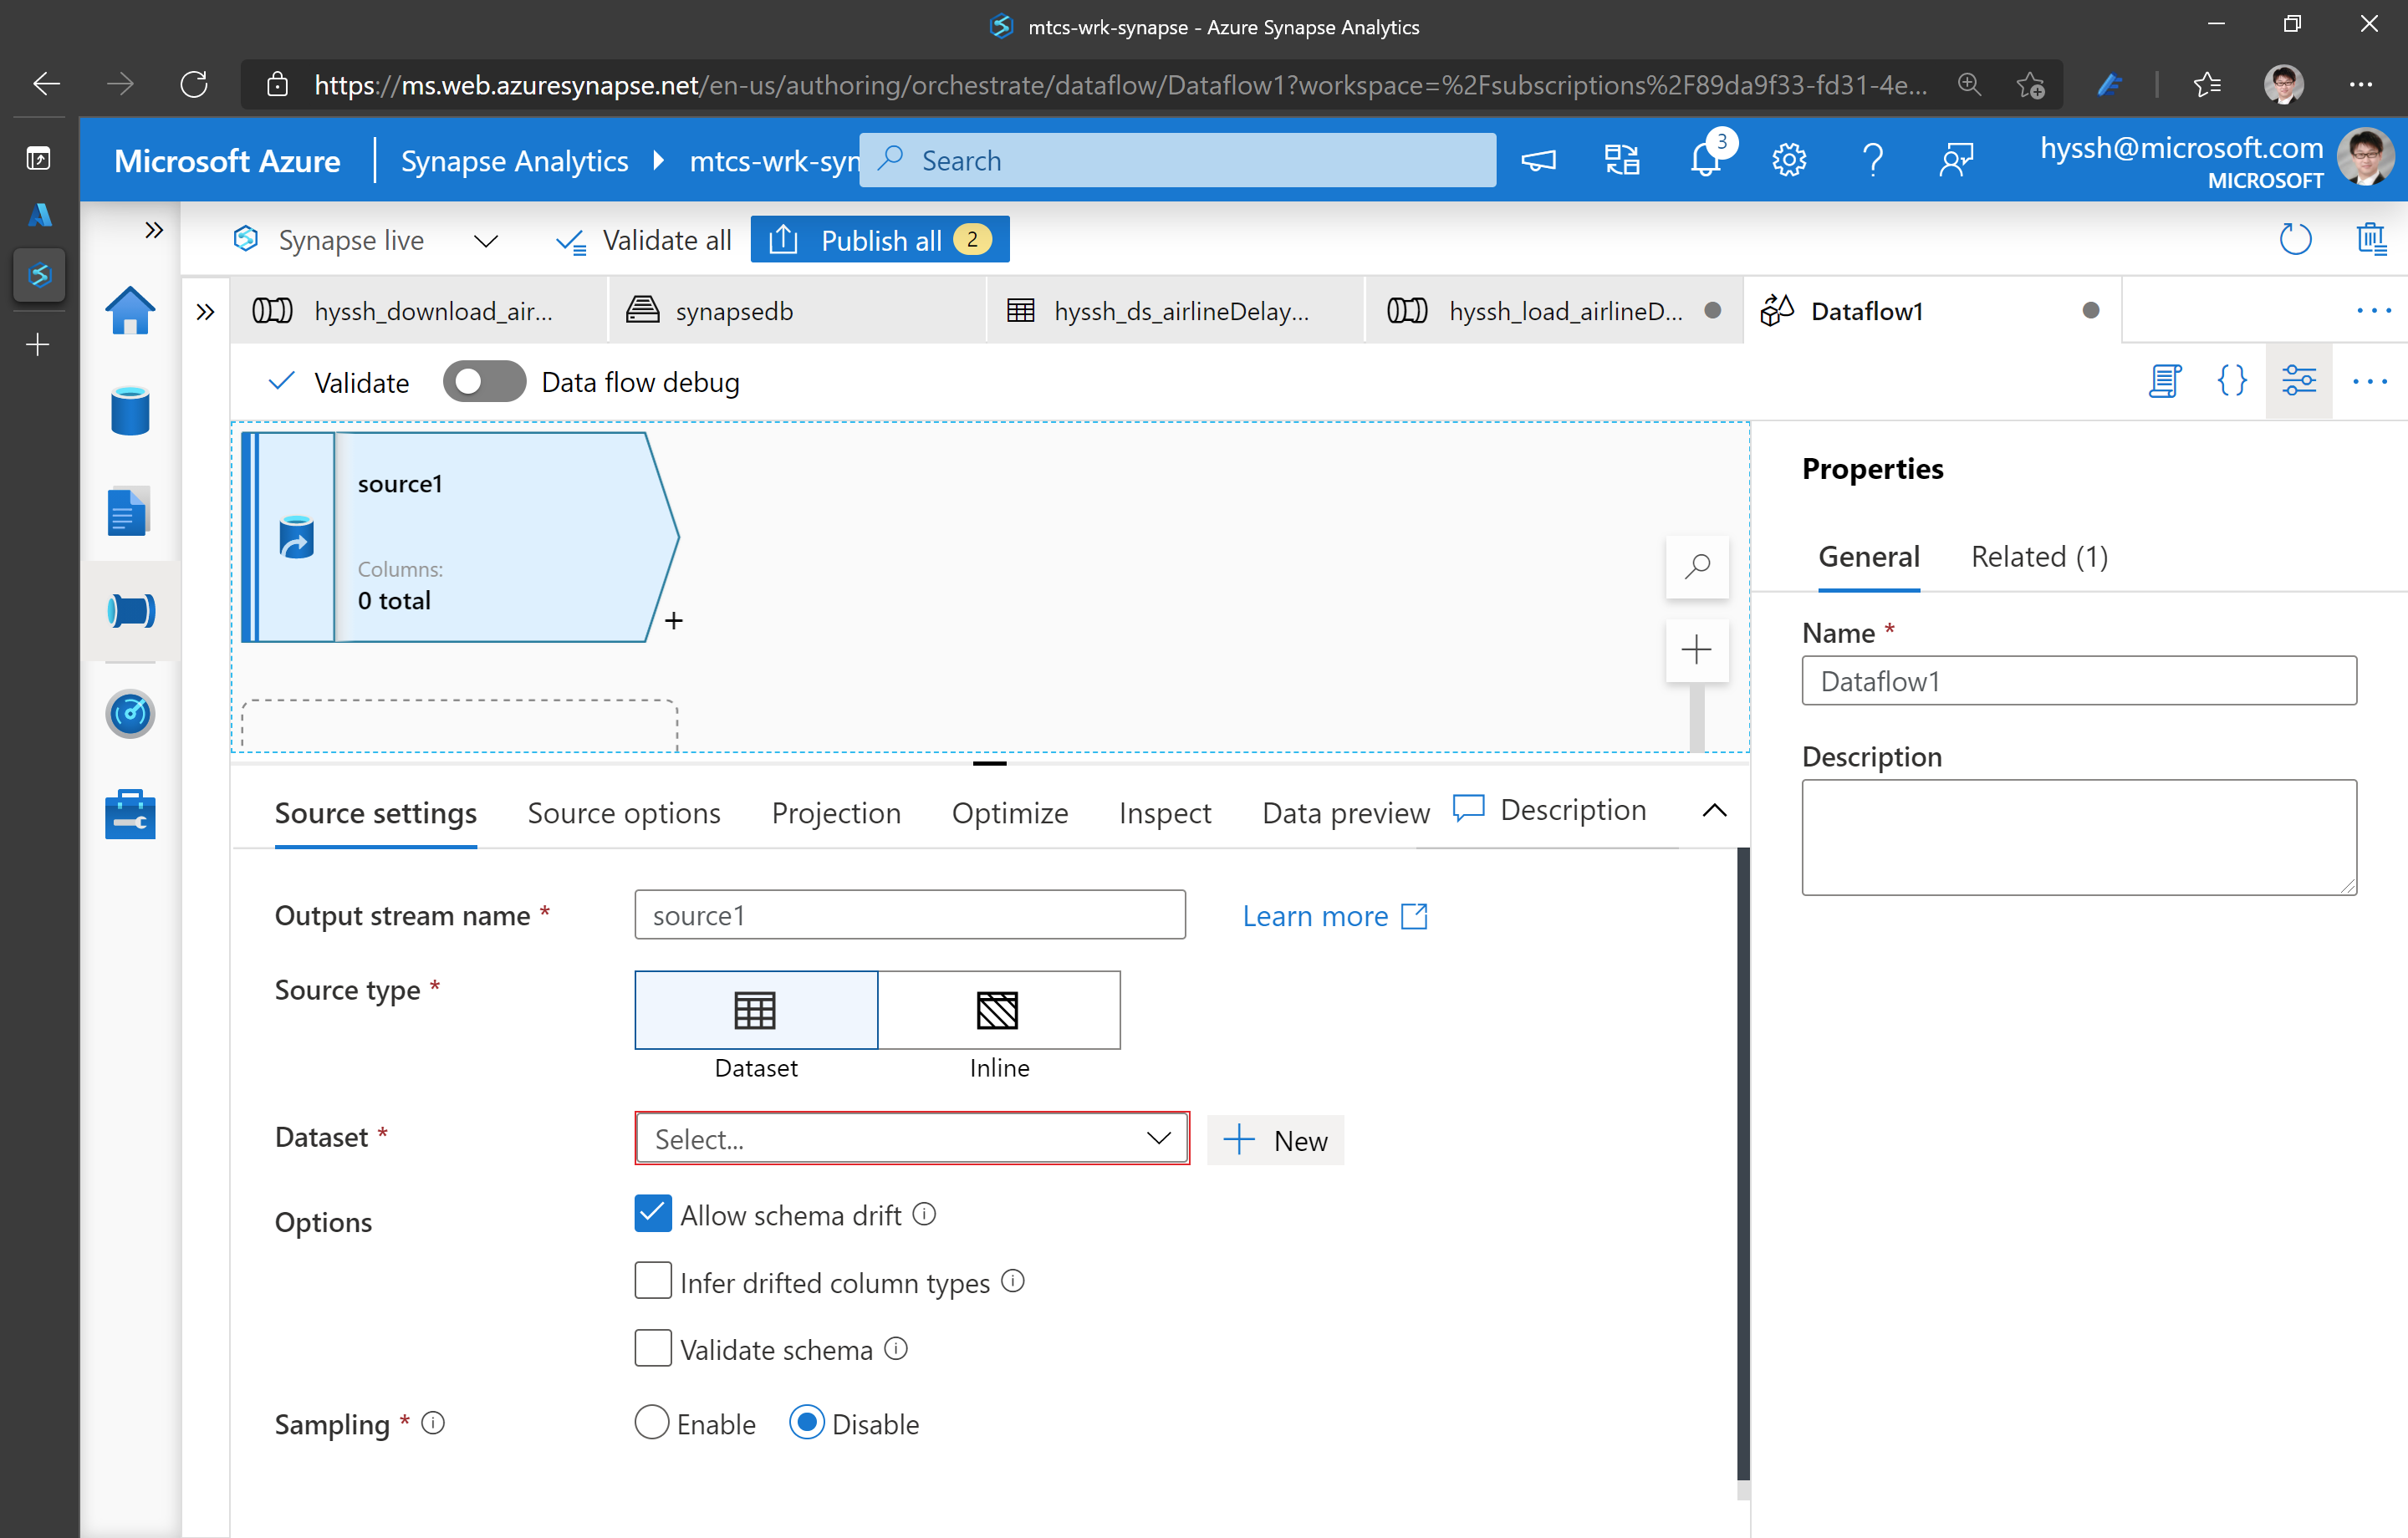 mtcs-wrk-synapse - Azure Synapse Analytics
https://ms.web.azuresynapse.net/en-us/authoring/orchestrate/dataflow/Dataflow1?workspace=%2Fsubscriptions%2F89da9f33-fd31-4e...
Microsoft Azure
Synapse Analytics
mtcs-wrk-syn
Search
3
hyssh@microsoft.com
MICROSOFT
Synapse live
Validate all
Publish all
2
hyssh_download_air...
synapsedb
hyssh_ds_airlineDelay...
hyssh_load_airlineD...
Dataflow1
Validate
Data flow debug
source1
Columns:
0 total
Properties
General
Related (1)
Name *
Dataflow1
Description
Source settings
Source options
Projection
Optimize
Inspect
Data preview
Description
Output stream name *
source1
Learn more
Source type *
Dataset
Inline
Dataset *
Select...
New
Options
Allow schema drift
Infer drifted column types
Validate schema
Sampling *
Enable
Disable